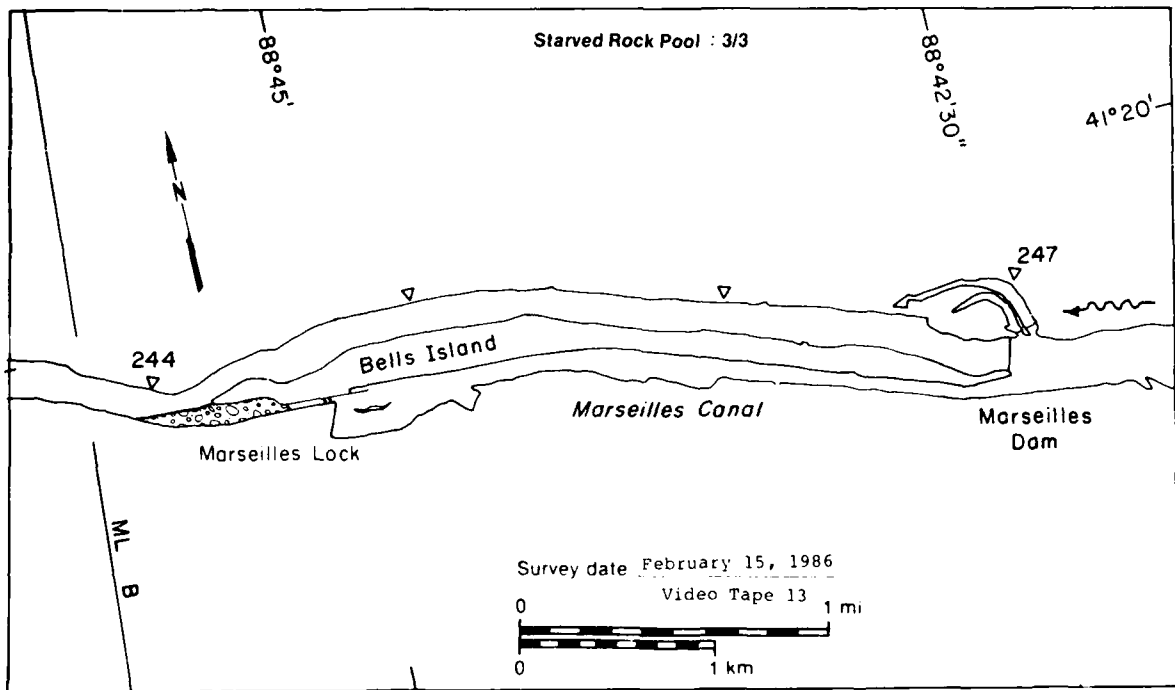 Starved Rock Pool : 3/3
88°45'
88°42'30"
41°20'
N
247
244
Bells Island
Marseilles Canal
Marseilles Lock
Marseilles
Dam
ML B
Survey date February 15, 1986
Video Tape 13
0 1 mi
0 1 km